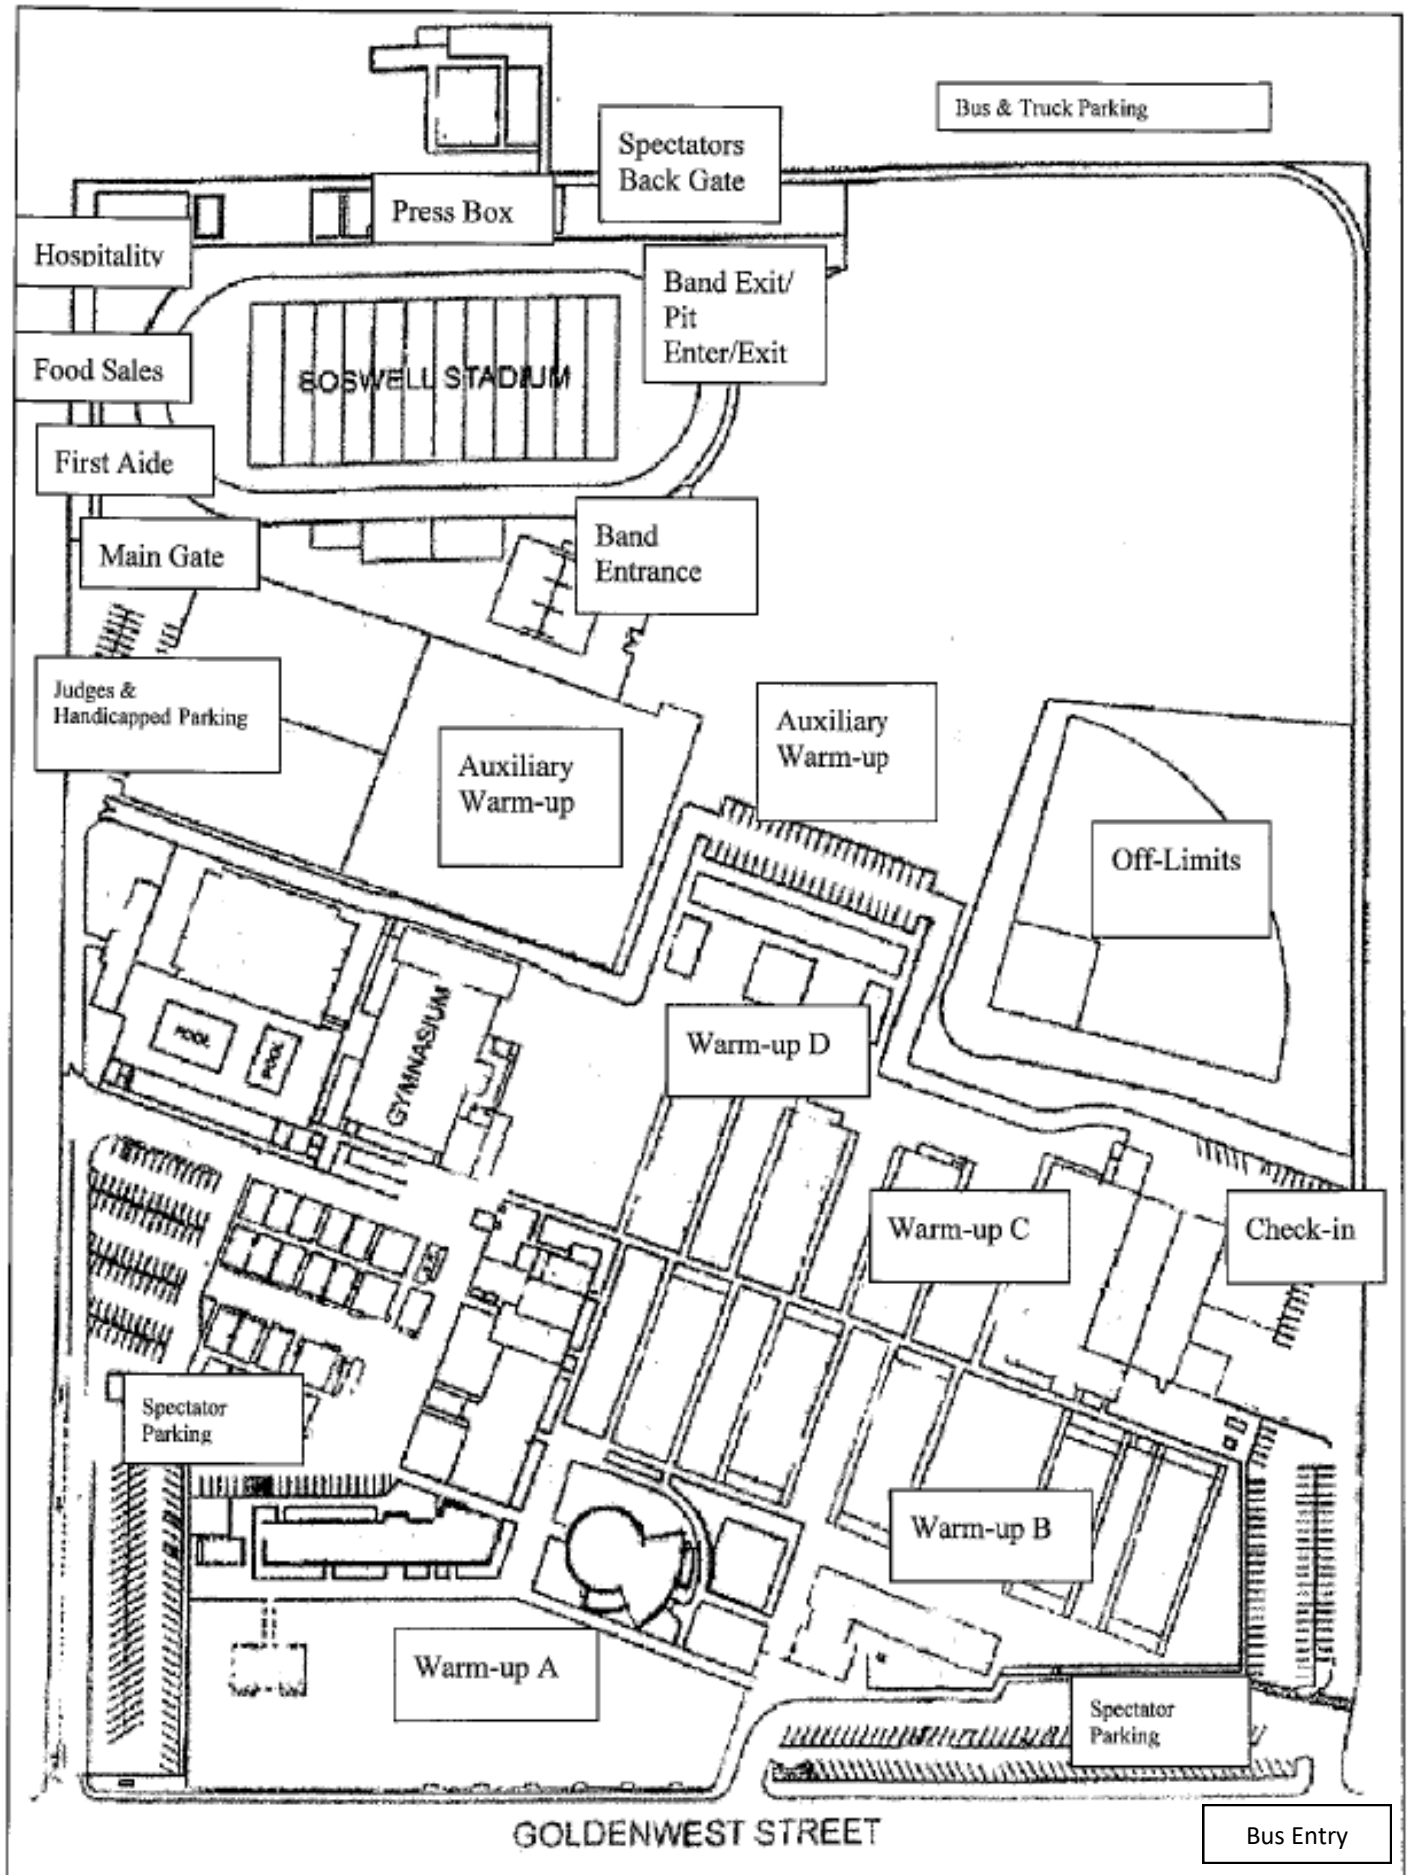 Bus & Truck Parking
Spectators
Back Gate
Press Box
Hospitality
Band Exit/
Pit
Enter/Exit
Food Sales
BOSWELL STADIUM
First Aide
Main Gate
Band
Entrance
Judges &
Handicapped Parking
Auxiliary
Warm-up
Auxiliary
Warm-up
Off-Limits
POOL
POOL
GYMNASIUM
Warm-up D
Warm-up C
Check-in
Spectator
Parking
Warm-up B
Warm-up A
Spectator
Parking
GOLDENWEST STREET
Bus Entry